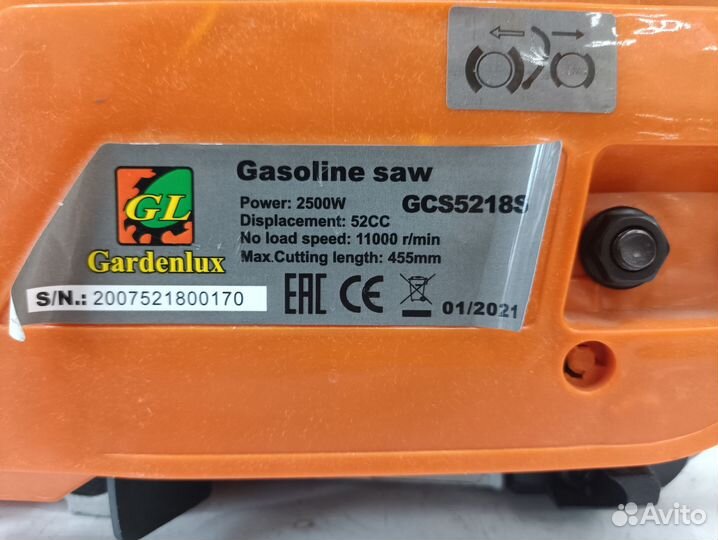 GL
Gardenlux
Gasoline saw
Power: 2500W GCS5218S
Displacement: 52CC
No load speed: 11000 r/min
Max.Cutting length: 455mm
S/N.: 2007521800170
EAC CE 01/2021
Avito